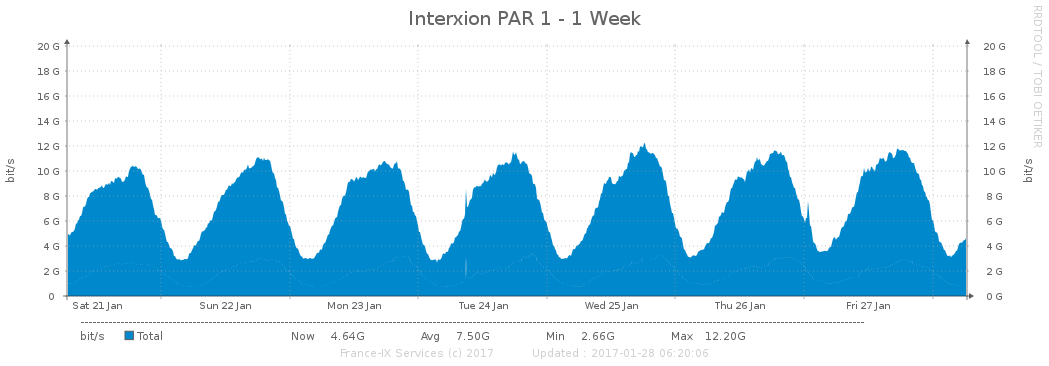 Interxion PAR 1 - 1 Week
RRDTOOL / TOBI OETIKER
bit/s
20 G 20 G
18 G 18 G
16 G 16 G
14 G 14 G
12 G 12 G
10 G 10 G
8 G 8 G
6 G 6 G
4 G 4 G
2 G 2 G
0 0 G
bit/s
Sat 21 Jan Sun 22 Jan Mon 23 Jan Tue 24 Jan Wed 25 Jan Thu 26 Jan Fri 27 Jan
bit/s Total Now 4.64G Avg 7.50G Min 2.66G Max 12.20G
France-IX Services (c) 2017 Updated : 2017-01-28 06:20:06